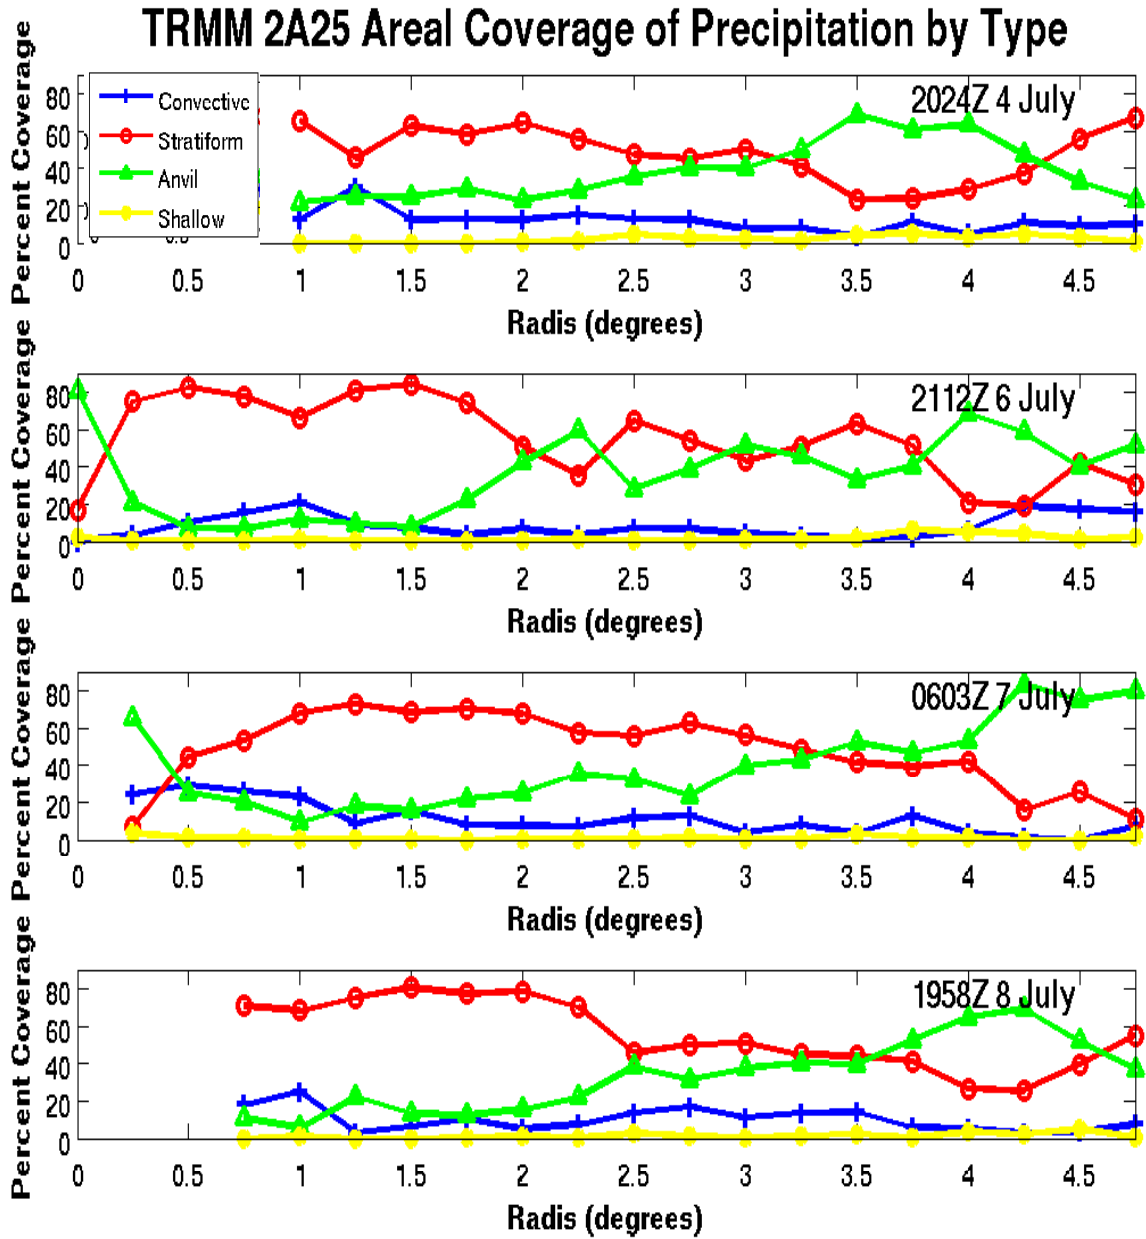 TRMM 2A25 Areal Coverage of Precipitation by Type
Percent Coverage
80
60
40
20
0
Convective
Stratiform
Anvil
Shallow
2024Z 4 July
0 0.5 1 1.5 2 2.5 3 3.5 4 4.5
Radis (degrees)
Percent Coverage
80
60
40
20
0
2112Z 6 July
0 0.5 1 1.5 2 2.5 3 3.5 4 4.5
Radis (degrees)
Percent Coverage
80
60
40
20
0
0603Z 7 July
0 0.5 1 1.5 2 2.5 3 3.5 4 4.5
Radis (degrees)
Percent Coverage
80
60
40
20
0
1958Z 8 July
0 0.5 1 1.5 2 2.5 3 3.5 4 4.5
Radis (degrees)